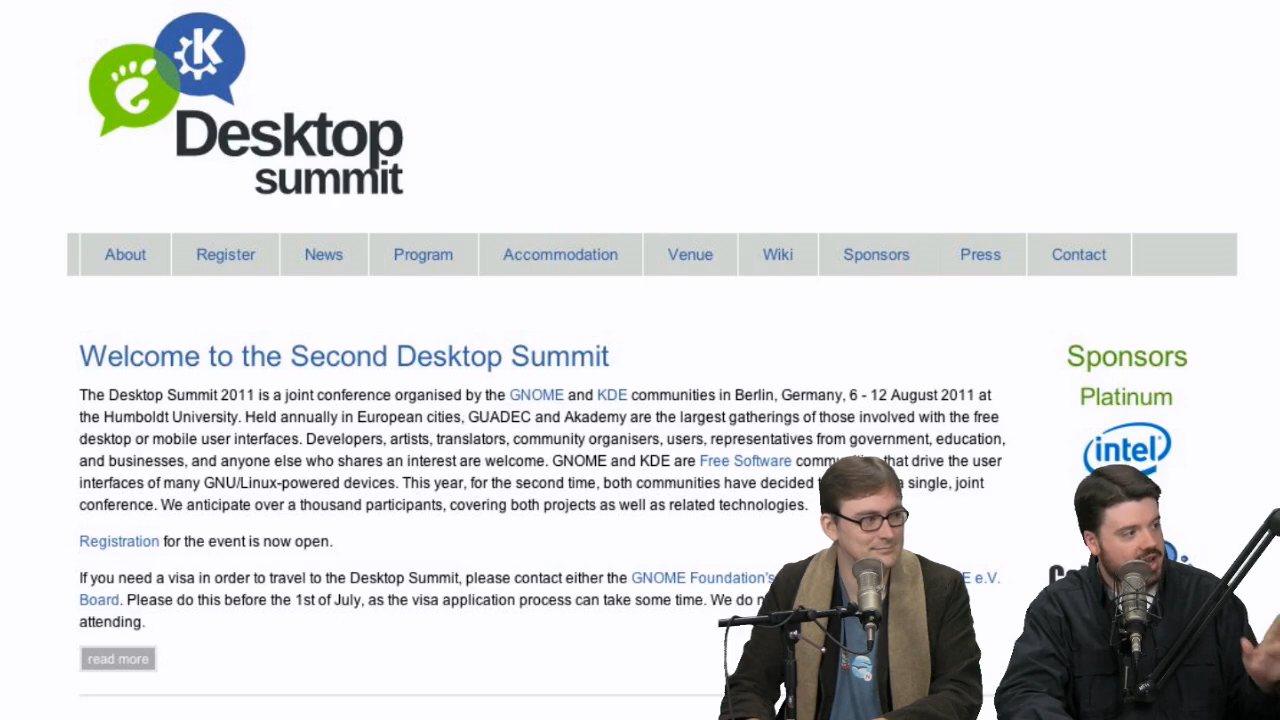 Desktop
summit
About Register News Program Accommodation Venue Wiki Sponsors Press Contact
Welcome to the Second Desktop Summit
The Desktop Summit 2011 is a joint conference organised by the GNOME and KDE communities in Berlin, Germany, 6 - 12 August 2011 at
the Humboldt University. Held annually in European cities, GUADEC and Akademy are the largest gatherings of those involved with the free
desktop or mobile user interfaces. Developers, artists, translators, community organisers, users, representatives from government, education,
and businesses, and anyone else who shares an interest are welcome. GNOME and KDE are Free Software that drive the user
interfaces of many GNU/Linux-powered devices. This year, for the second time, both communities have decided a single, joint
conference. We anticipate over a thousand participants, covering both projects as well as related technologies.
Registration for the event is now open.
If you need a visa in order to travel to the Desktop Summit, please contact either the GNOME Foundation's e.V.
Board. Please do this before the 1st of July, as the visa application process can take some time. We do
attending.
read more
Sponsors
Platinum
intel